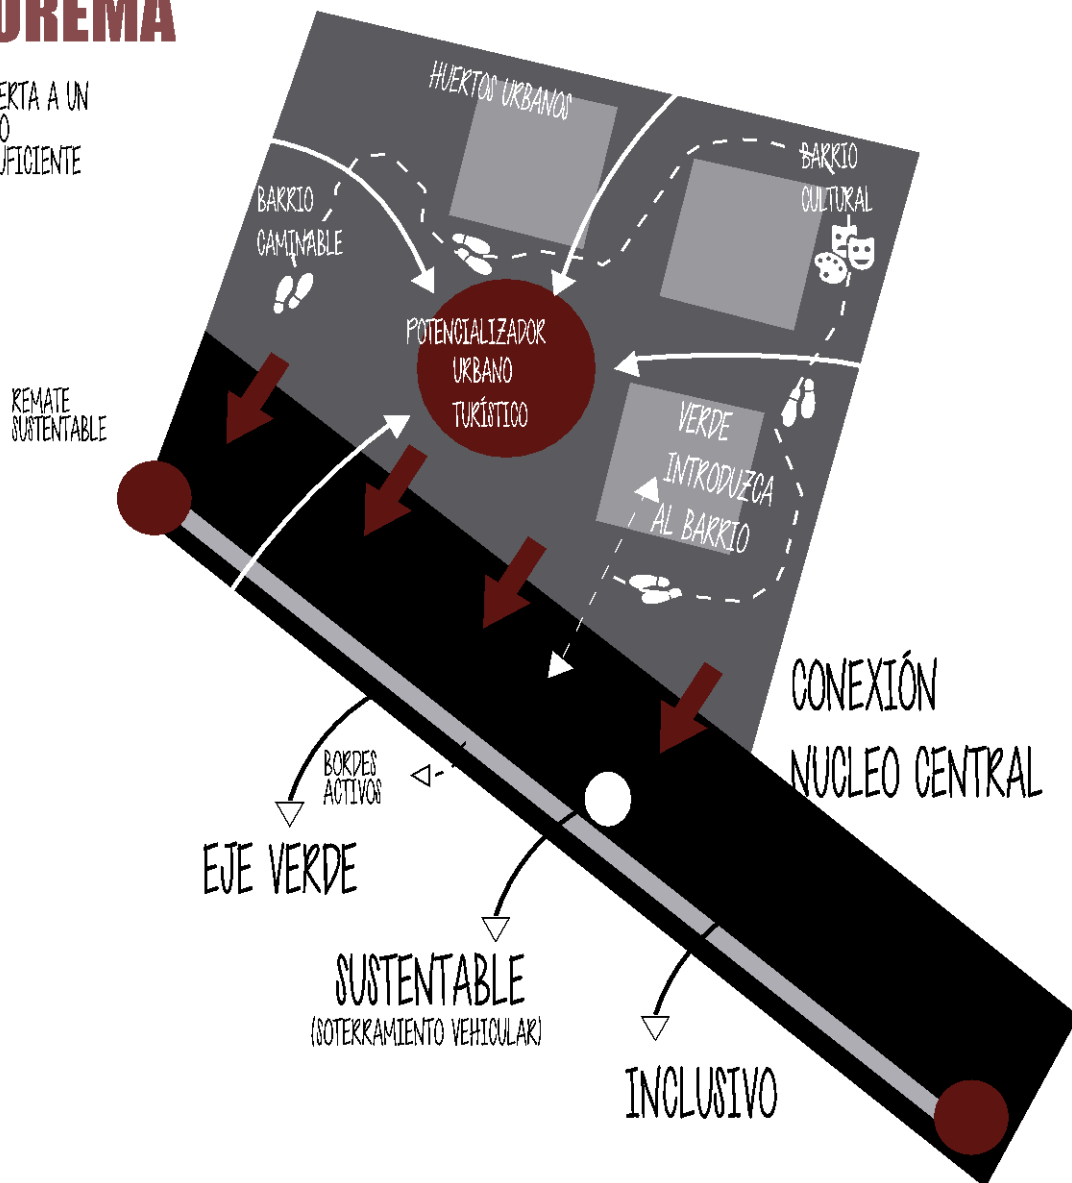 OREMA
ERTA A UN
O
UFICIENTE
HUERTOS URBANOS
BARRIO
CULTURAL
BARRIO
CAMINABLE
POTENCIALIZADOR
URBANO
TURÍSTICO
REMATE
SUSTENTABLE
VERDE
INTRODUZCA
AL BARRIO
CONEXIÓN
NUCLEO CENTRAL
BORDES
ACTIVOS
EJE VERDE
SUSTENTABLE
(SOTERRAMIENTO VEHICULAR)
INCLUSIVO